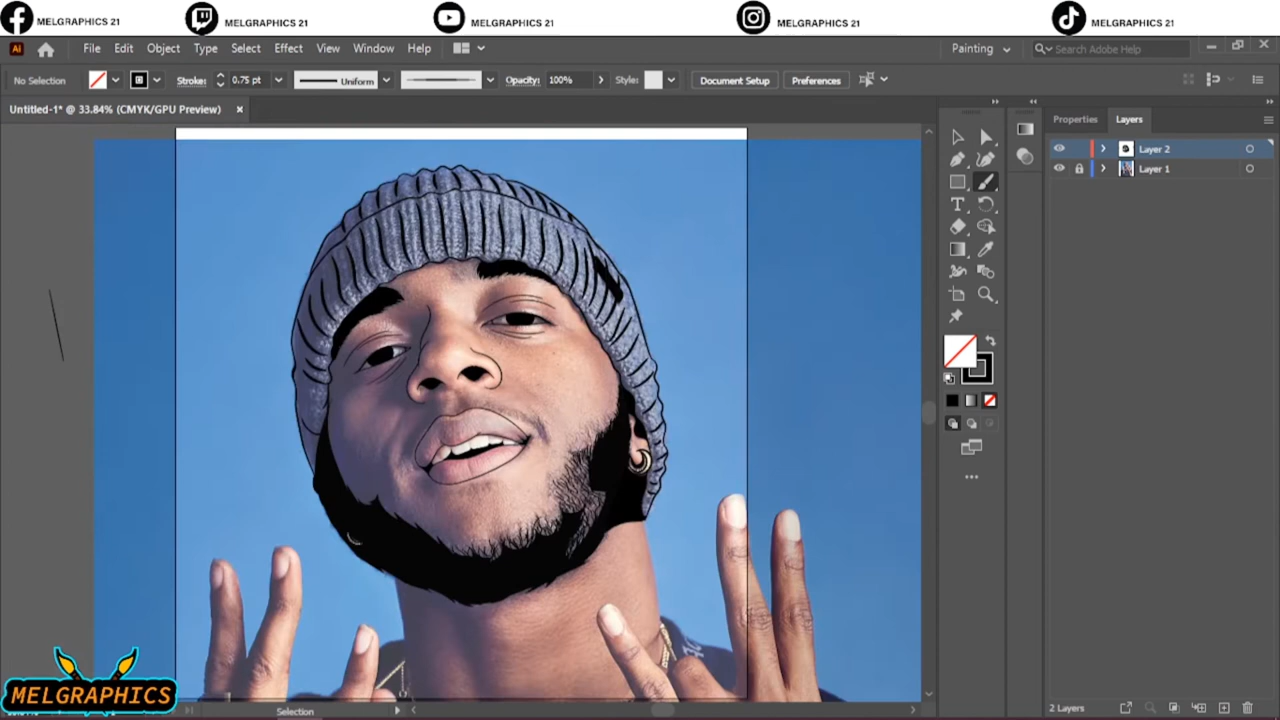 MELGRAPHICS 21
MELGRAPHICS 21
MELGRAPHICS 21
MELGRAPHICS 21
MELGRAPHICS 21
Ai File Edit Object Type Select Effect View Window Help Painting Search Adobe Help
No Selection Stroke: 0.75 pt Uniform Opacity: 100% Style: Document Setup Preferences
Untitled-1* @ 33.84% (CMYK/GPU Preview) ×
Properties Layers
Layer 2
Layer 1
MELGRAPHICS
Selection
2 Layers